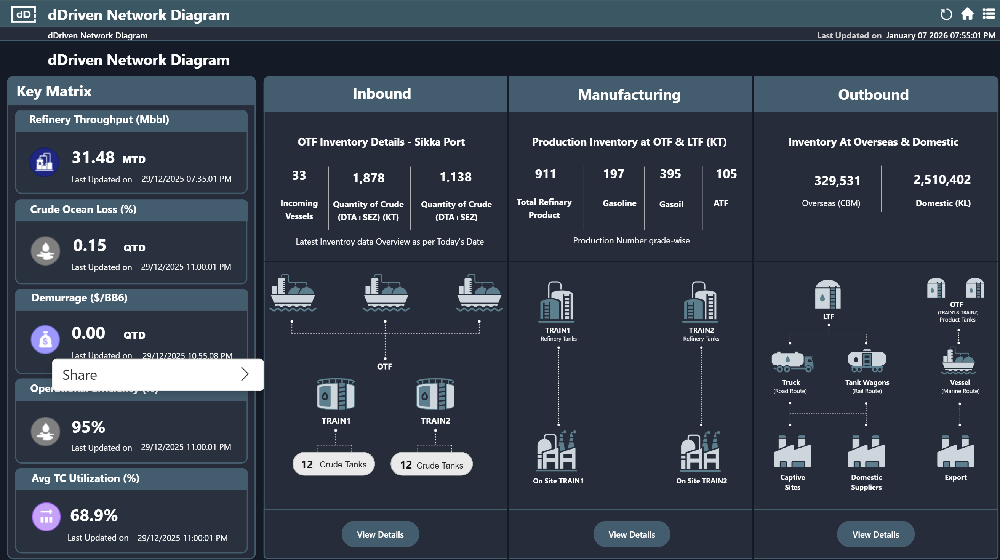 dD
dDriven Network Diagram
dDriven Network Diagram
Last Updated on January 07 2026 07:55:01 PM
dDriven Network Diagram
Key Matrix
Refinery Throughput (Mbbl)
31.48 MTD
Last Updated on 29/12/2025 07:35:01 PM
Crude Ocean Loss (%)
0.15 QTD
Last Updated on 29/12/2025 11:00:01 PM
Demurrage ($/BB6)
0.00 QTD
Last Updated on 29/12/2025 10:55:08 PM
Share
Operational Efficiency (%)
95%
Last Updated on 29/12/2025 11:00:01 PM
Avg TC Utilization (%)
68.9%
Last Updated on 29/12/2025 11:00:01 PM
Inbound
OTF Inventory Details - Sikka Port
33
Incoming
Vessels
1,878
Quantity of Crude
(DTA+SEZ) (KT)
1.138
Quantity of Crude
(DTA+SEZ)
Latest Inventroy data Overview as per Today's Date
OTF
TRAIN1
TRAIN2
12 Crude Tanks
12 Crude Tanks
View Details
Manufacturing
Production Inventory at OTF & LTF (KT)
911
Total Refinary
Product
197
Gasoline
395
Gasoil
105
ATF
Production Number grade-wise
TRAIN1
Refinery Tanks
TRAIN2
Refinery Tanks
On Site TRAIN1
On Site TRAIN2
View Details
Outbound
Inventory At Overseas & Domestic
329,531
Overseas (CBM)
2,510,402
Domestic (KL)
LTF
OTF
(TRAIN1 & TRAIN2)
Product Tanks
Truck
(Road Route)
Tank Wagons
(Rail Route)
Vessel
(Marine Route)
Captive
Sites
Domestic
Suppliers
Export
View Details